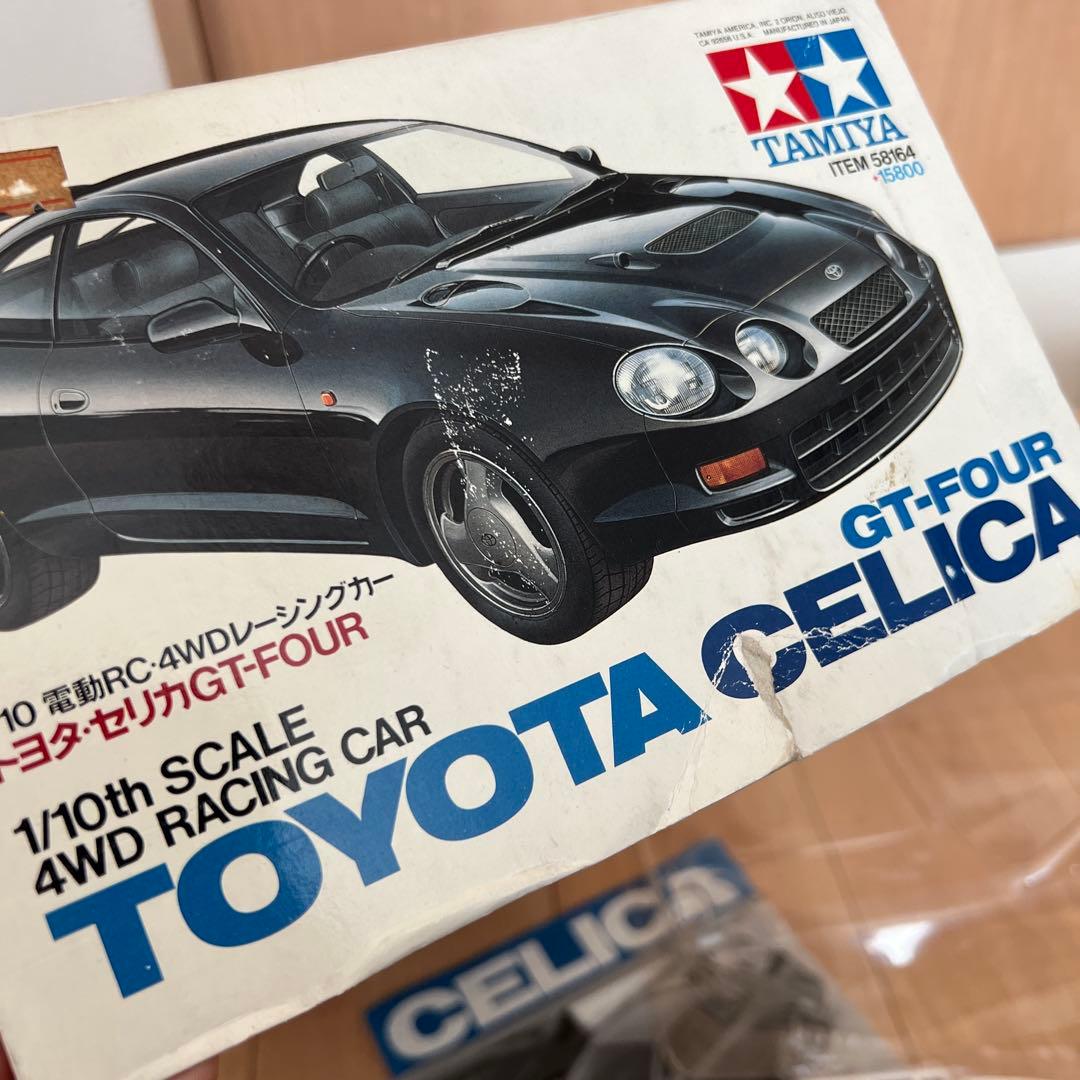 TAMIYA AMERICA, INC. 2 ORION, ALISO VIEJO,
CA 92656 U.S.A. MANUFACTURED IN JAPAN
TAMIYA
ITEM 58164
*15800
GT-FOUR
TOYOTA CELICA
10 電動RC・4WDレーシングカー
トヨタ・セリカGT-FOUR
1/10th SCALE
4WD RACING CAR
CELICA